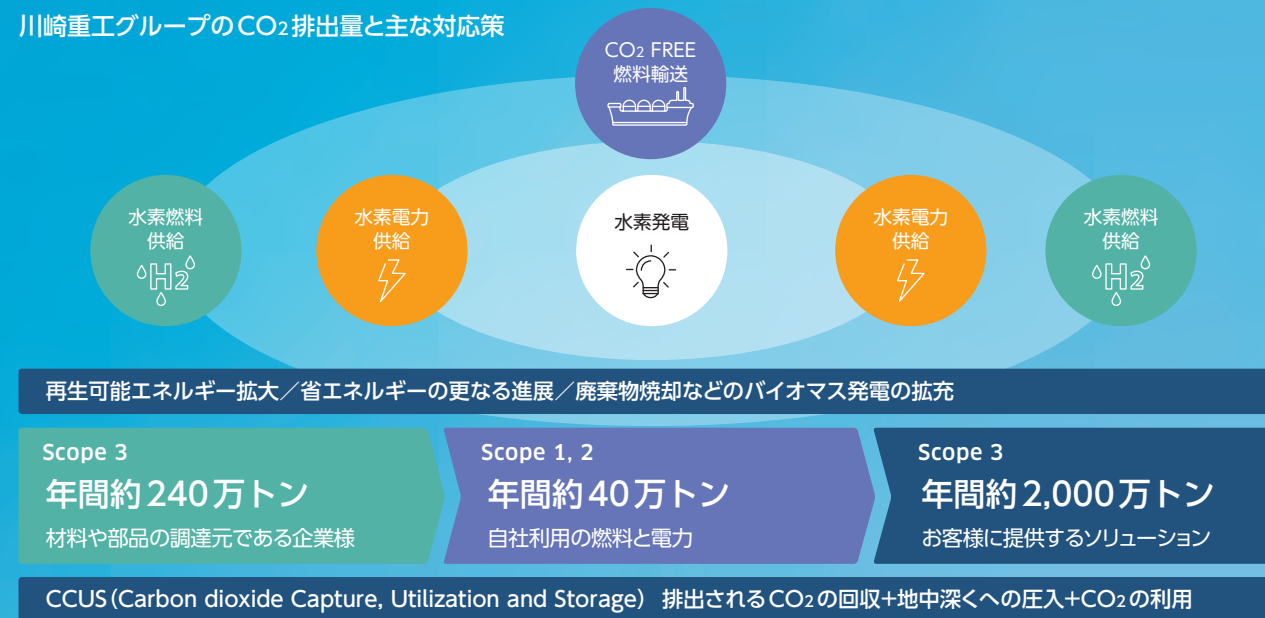 川崎重工グループのCO2排出量と主な対応策
CO2 FREE
燃料輸送
水素燃料
供給
H2
水素電力
供給
水素発電
水素電力
供給
水素燃料
供給
H2
再生可能エネルギー拡大／省エネルギーの更なる進展／廃棄物焼却などのバイオマス発電の拡充
Scope 3
年間約240万トン
材料や部品の調達元である企業様
Scope 1, 2
年間約40万トン
自社利用の燃料と電力
Scope 3
年間約2,000万トン
お客様に提供するソリューション
CCUS(Carbon dioxide Capture, Utilization and Storage) 排出されるCO2の回収+地中深くへの圧入+CO2の利用